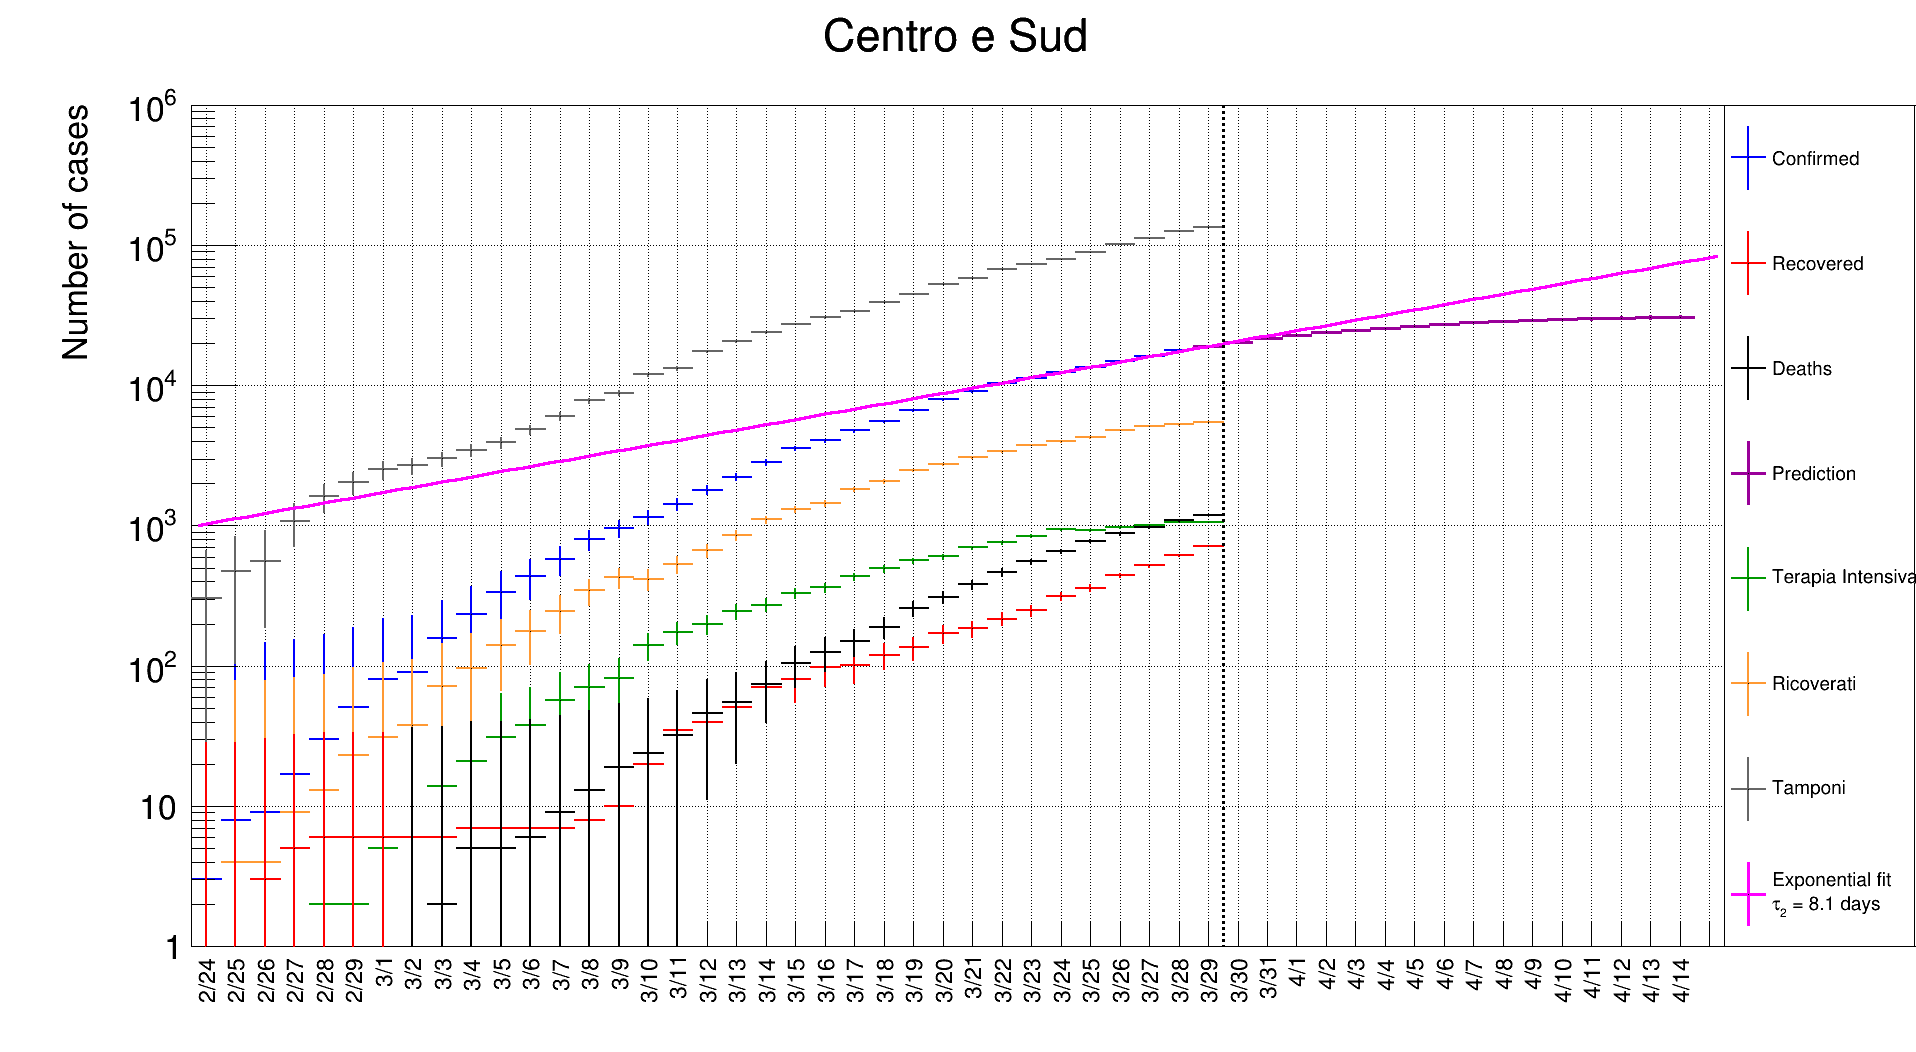 Centro e Sud
Number of cases
10^6
10^5
10^4
10^3
10^2
10
1
2/24 2/25 2/26 2/27 2/28 2/29 3/1 3/2 3/3 3/4 3/5 3/6 3/7 3/8 3/9 3/10 3/11 3/12 3/13 3/14 3/15 3/16 3/17 3/18 3/19 3/20 3/21 3/22 3/23 3/24 3/25 3/26 3/27 3/28 3/29 3/30 3/31 4/1 4/2 4/3 4/4 4/5 4/6 4/7 4/8 4/9 4/10 4/11 4/12 4/13 4/14
Confirmed
Recovered
Deaths
Prediction
Terapia Intensiva
Ricoverati
Tamponi
Exponential fit
τ_2 = 8.1 days